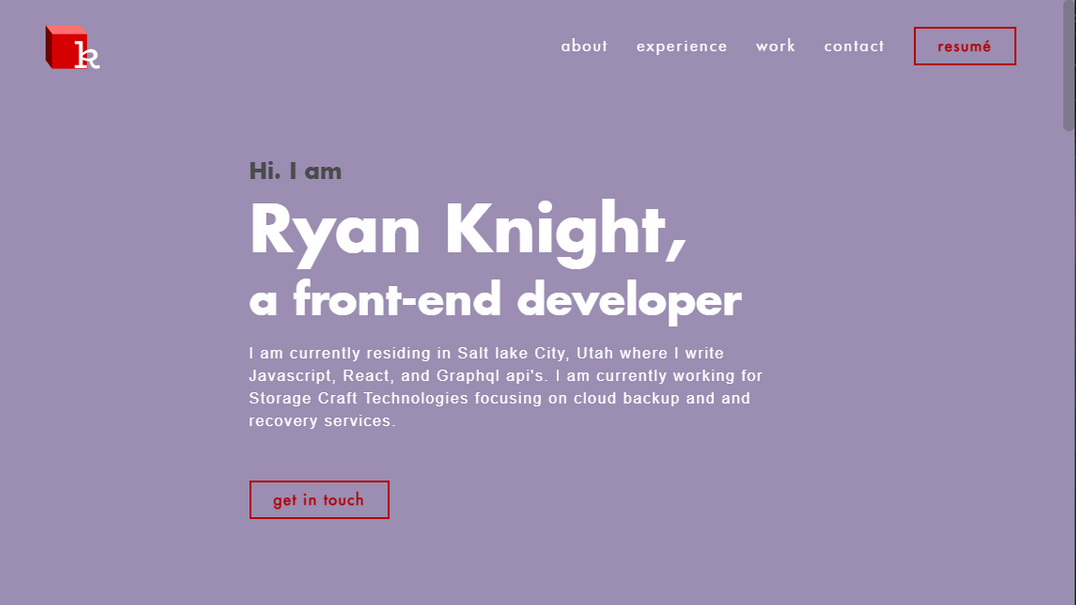 k
about experience work contact resumé
Hi. I am
Ryan Knight,
a front-end developer
I am currently residing in Salt lake City, Utah where I write
Javascript, React, and Graphql api's. I am currently working for
Storage Craft Technologies focusing on cloud backup and and
recovery services.
get in touch